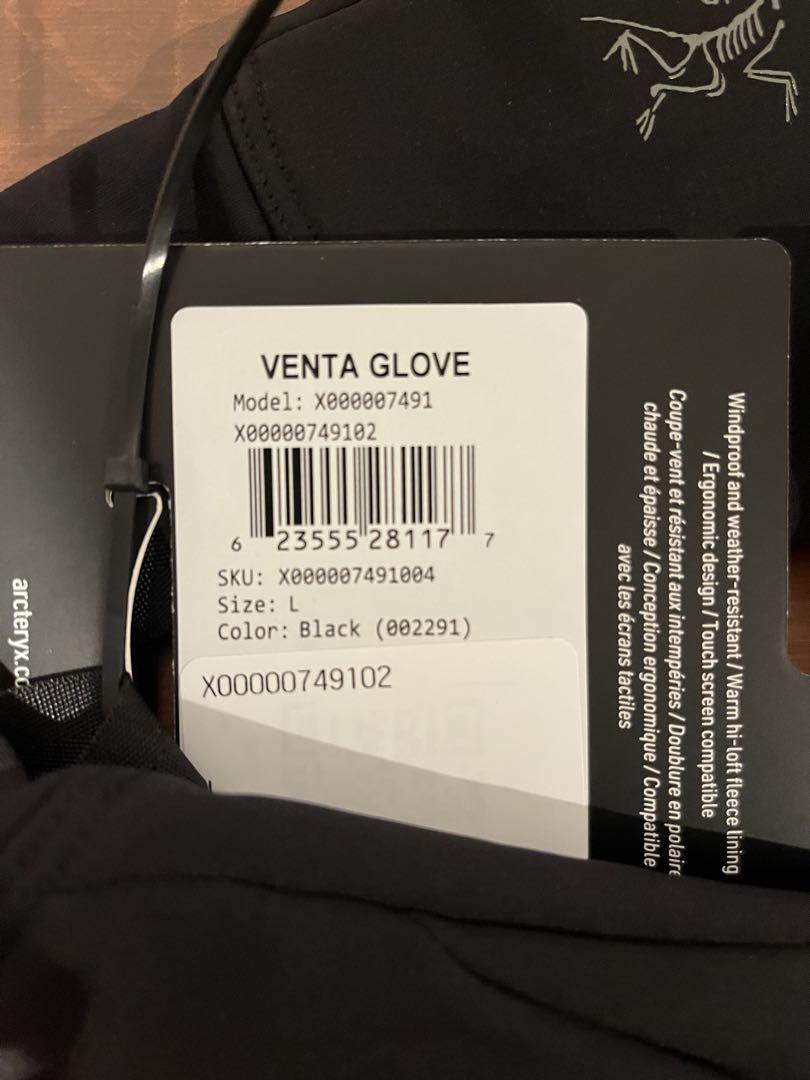 VENTA GLOVE
Model: X000007491
X00000749102
6 23555 28117 7
SKU: X000007491004
Size: L
Color: Black (002291)
X00000749102
Windproof and weather-resistant / Warm hi-loft fleece lining
/ Ergonomic design / Touch screen compatible
Coupe-vent et résistant aux intempéries / Doublure en polaire
chaude et épaisse / Conception ergonomique / Compatible
avec les écrans tactiles
arcteryx.co